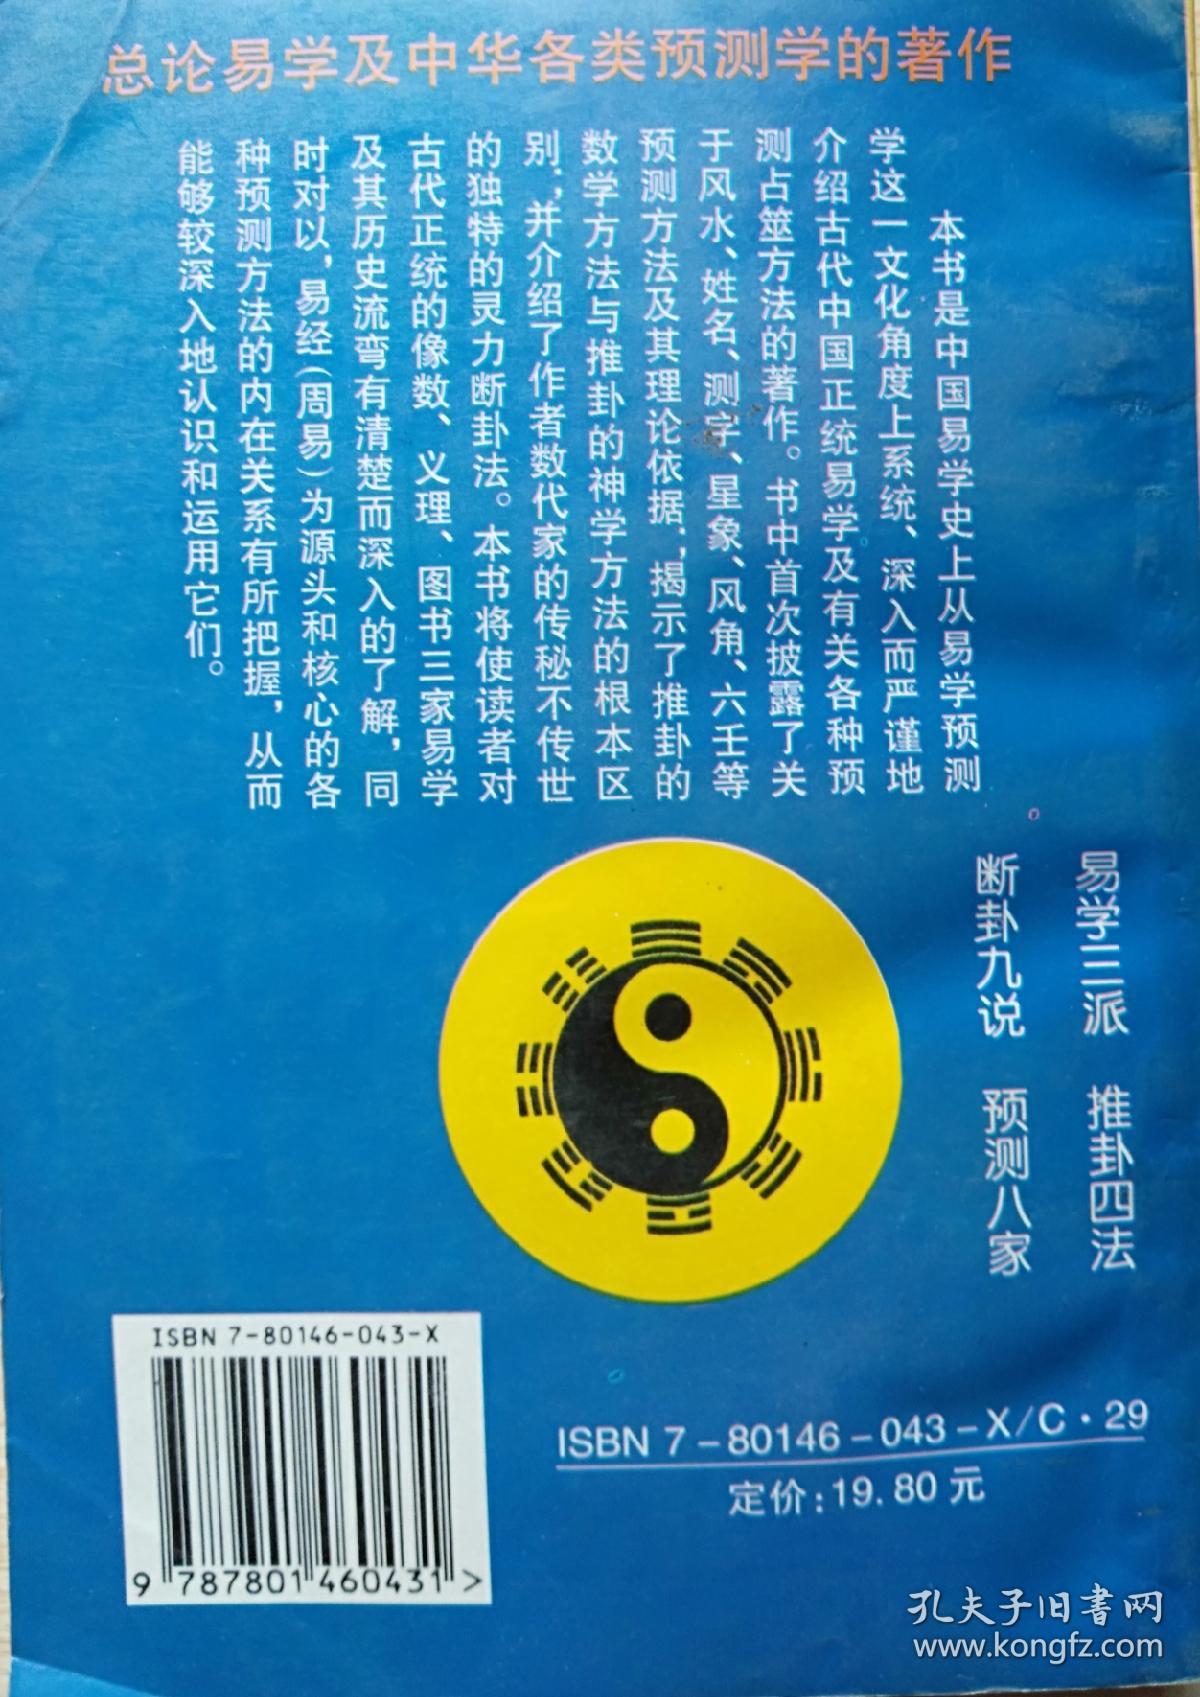 总论易学及中华各类预测学的著作
本书是中国易学史上从易学预测
学这一文化角度上系统、深入而严谨地
介绍古代中国正统易学及有关各种预
测占筮方法的著作。书中首次披露了关
于风水、姓名、测字、星象、风角、六壬等
预测方法及其理论依据,揭示了推卦的
数学方法与推卦的神学方法的根本区
别,并介绍了作者数代家的传秘不传世
的独特的灵力断卦法。本书将使读者对
古代正统的像数、义理、图书三家易学
及其历史流弯有清楚而深入的了解,同
时对以,易经(周易)为源头和核心的各
种预测方法的内在关系有所把握,从而
能够较深入地认识和运用它们。
易学三派 推卦四法
断卦九说 预测八家
ISBN 7-80146-043-X
9 787801 460431 >
ISBN 7-80146-043-X/C·29
定价:19.80元
孔夫子旧書网
www.kongfz.com